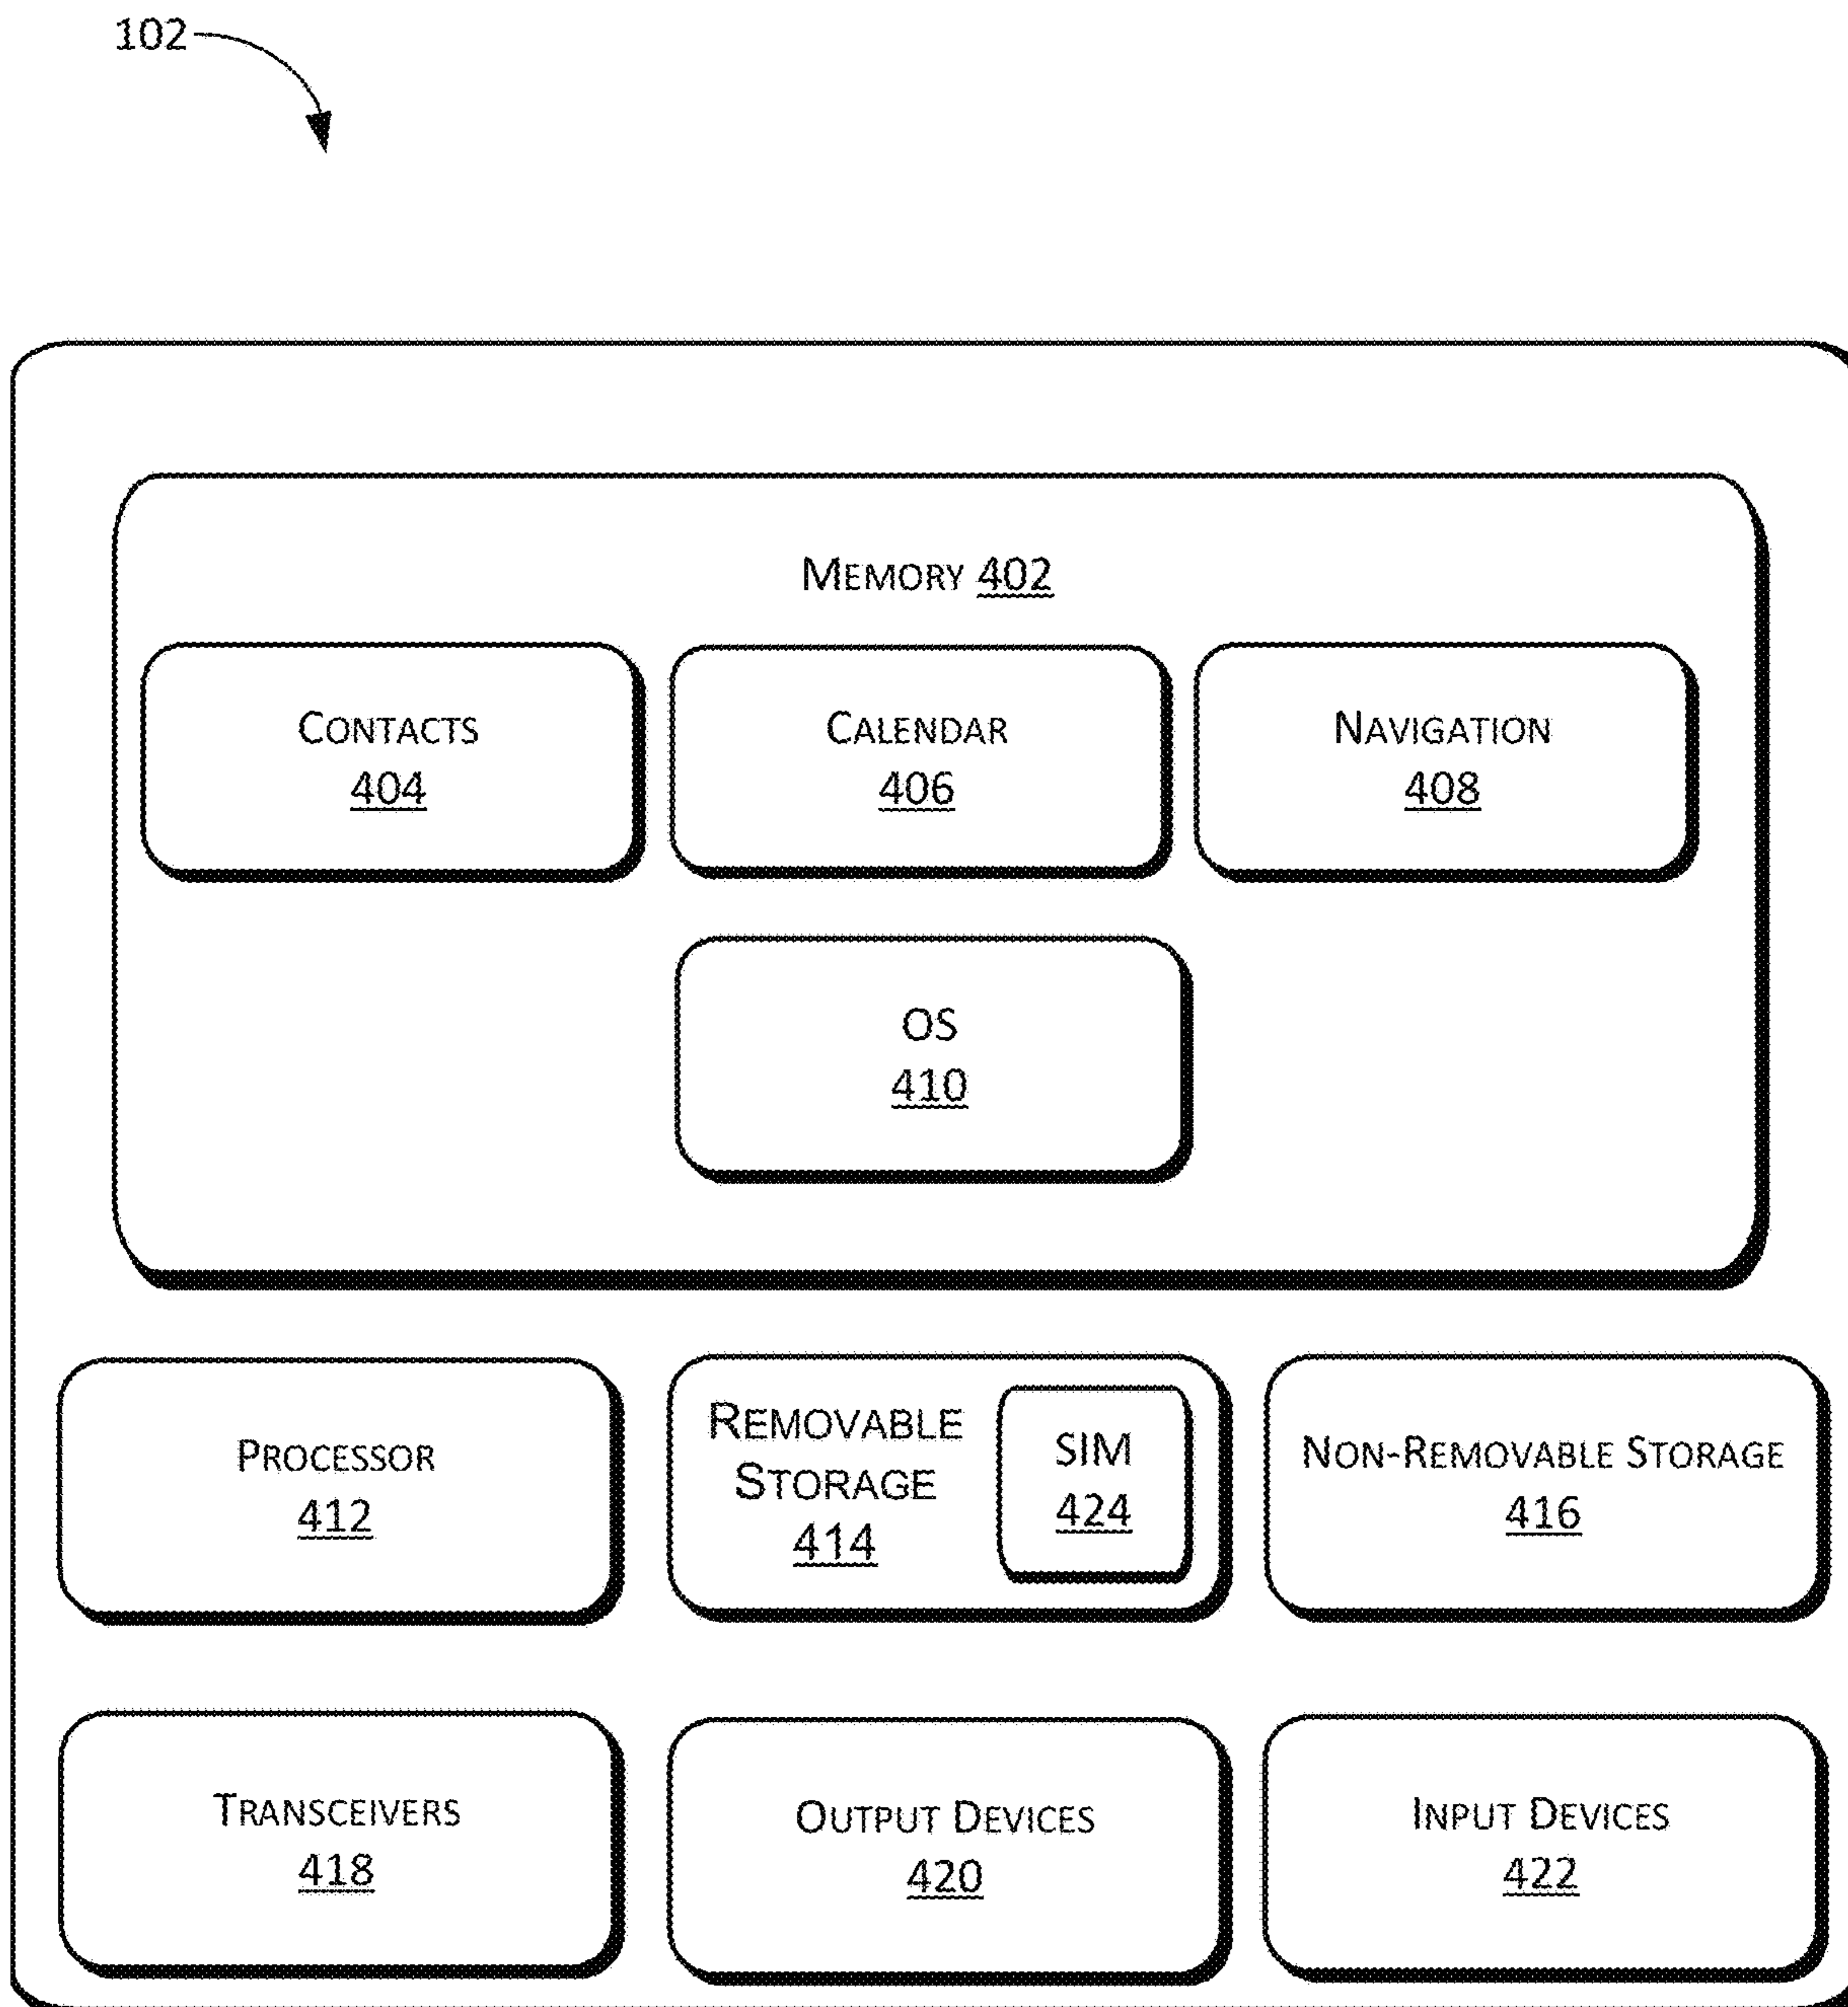 102
MEMORY 402
CONTACTS
404
CALENDAR
406
NAVIGATION
408
OS
410
PROCESSOR
412
REMOVABLE
STORAGE
414
SIM
424
NON-REMOVABLE STORAGE
416
TRANSCEIVERS
418
OUTPUT DEVICES
420
INPUT DEVICES
422